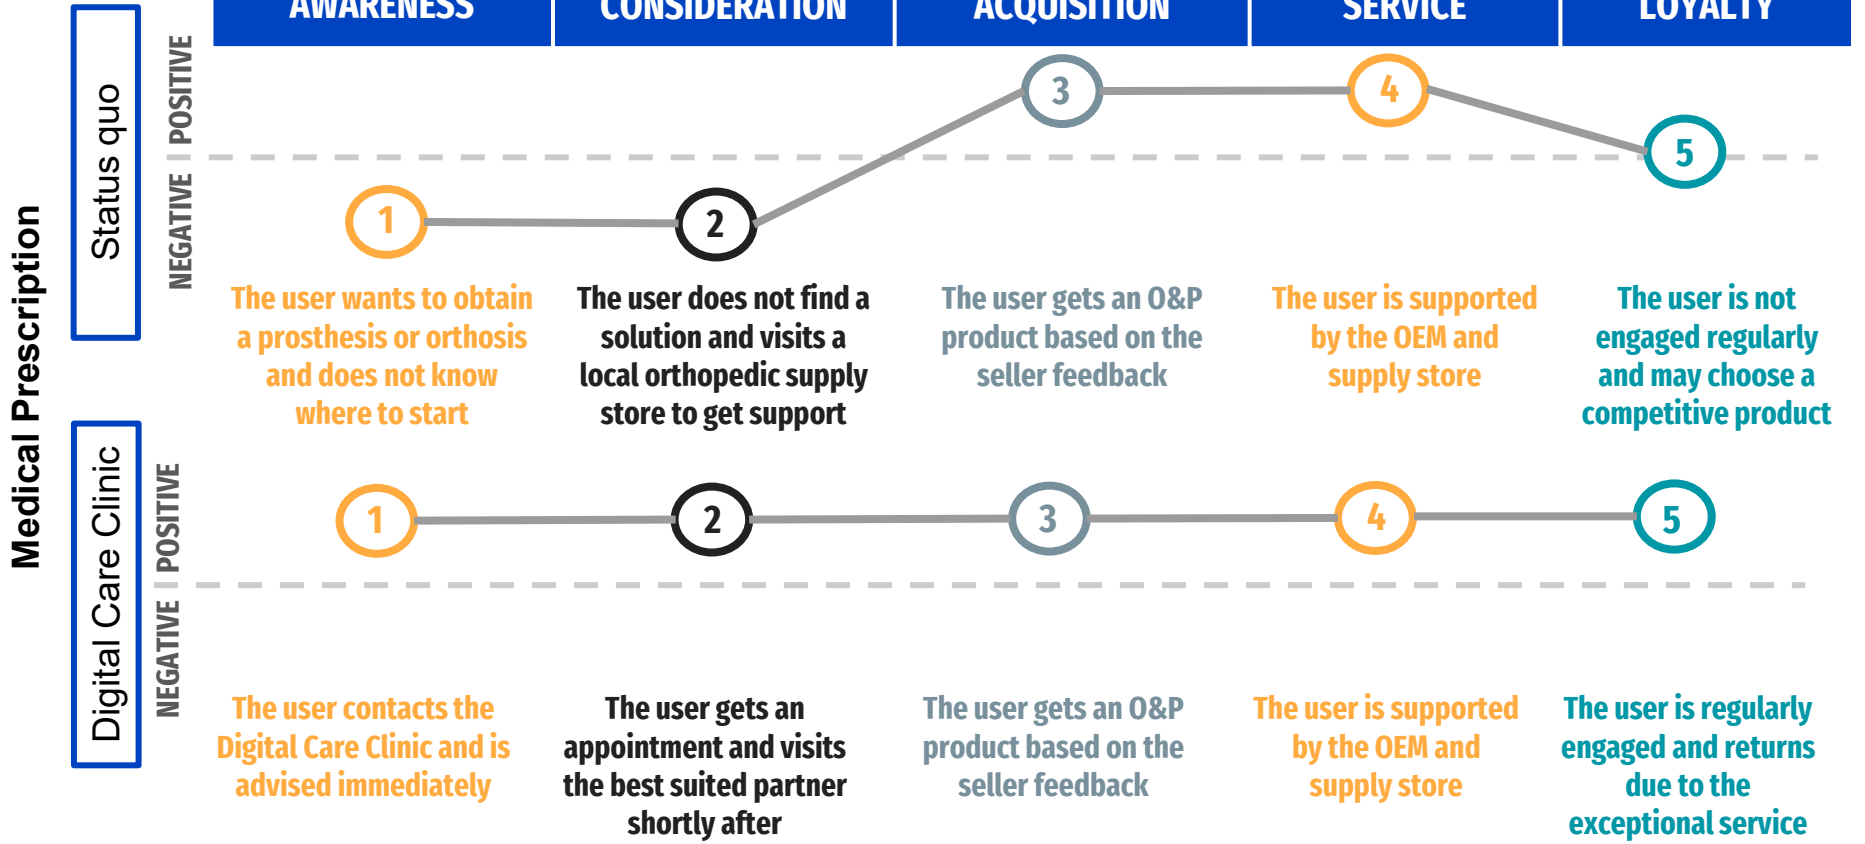 AWARENESS
CONSIDERATION
ACQUISITION
SERVICE
LOYALTY
Medical Prescription
Status quo
POSITIVE
NEGATIVE
1
2
3
4
5
The user wants to obtain
a prosthesis or orthosis
and does not know
where to start
The user does not find a
solution and visits a
local orthopedic supply
store to get support
The user gets an O&P
product based on the
seller feedback
The user is supported
by the OEM and
supply store
The user is not
engaged regularly
and may choose a
competitive product
Digital Care Clinic
POSITIVE
NEGATIVE
1
2
3
4
5
The user contacts the
Digital Care Clinic and is
advised immediately
The user gets an
appointment and visits
the best suited partner
shortly after
The user gets an O&P
product based on the
seller feedback
The user is supported
by the OEM and
supply store
The user is regularly
engaged and returns
due to the
exceptional service